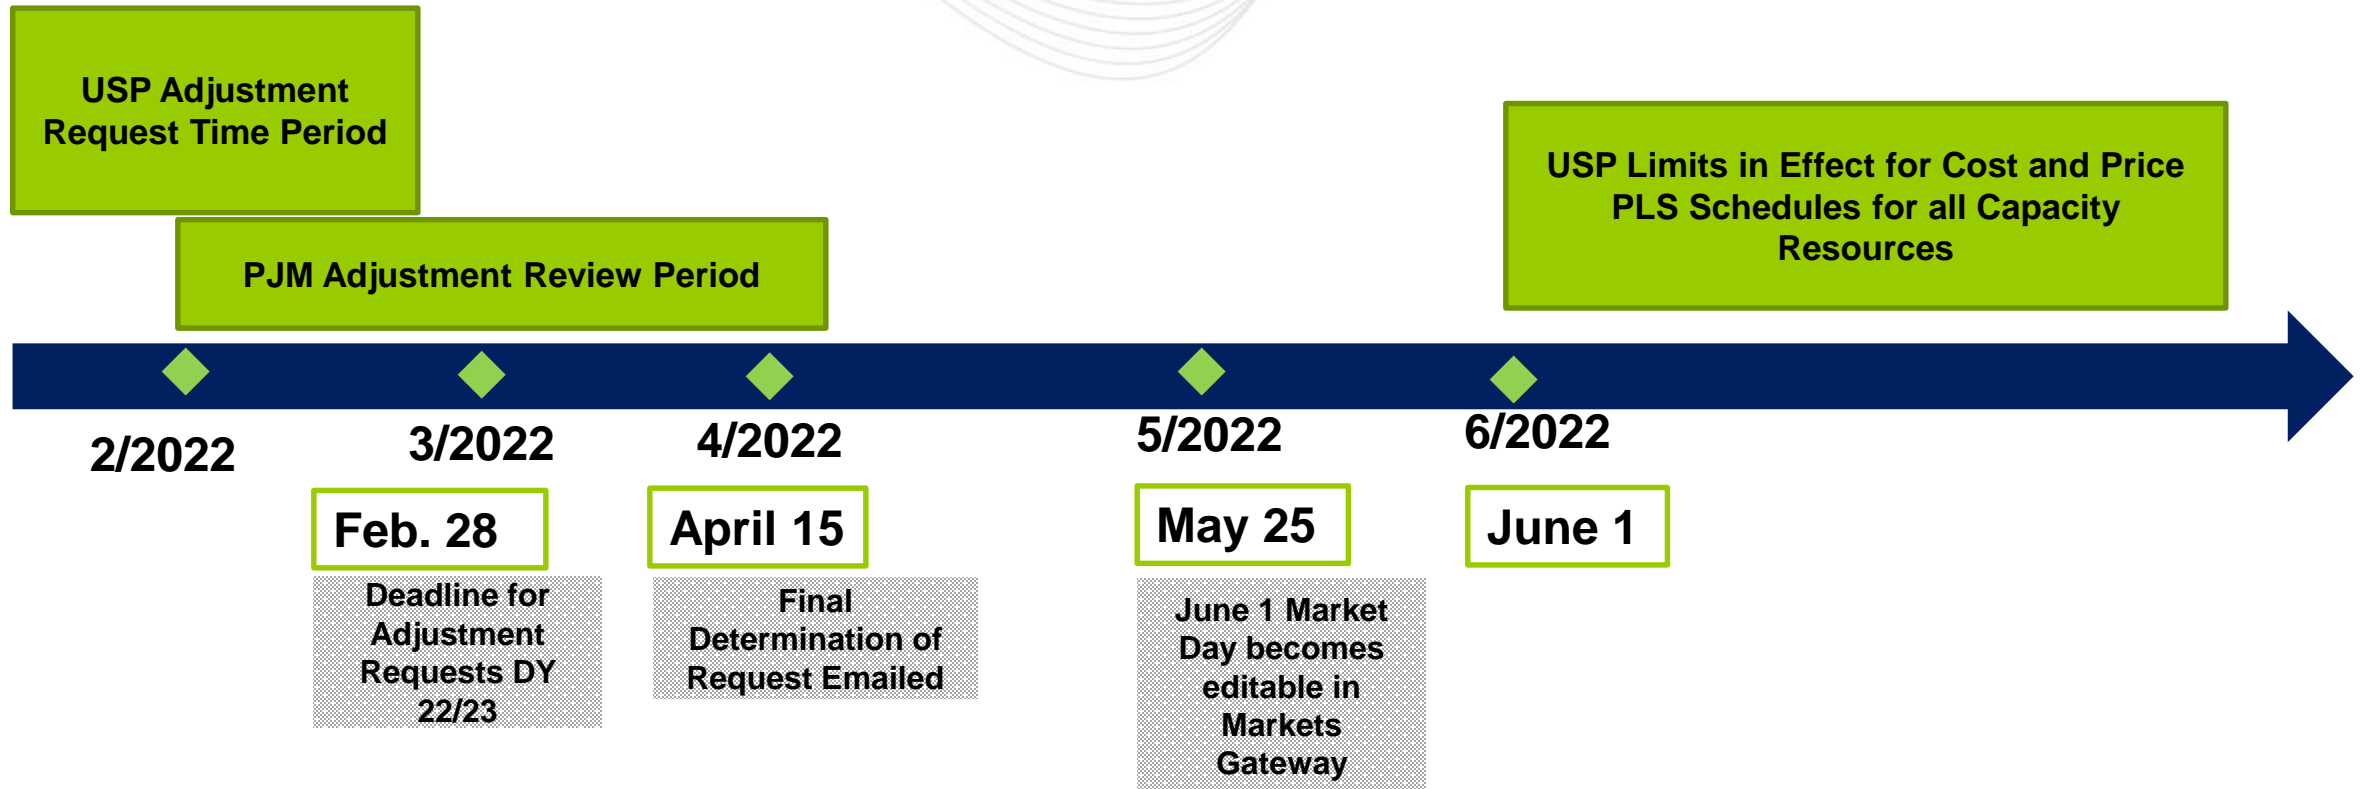 USP Adjustment
Request Time Period
PJM Adjustment Review Period
USP Limits in Effect for Cost and Price
PLS Schedules for all Capacity
Resources
2/2022
3/2022
4/2022
5/2022
6/2022
Feb. 28
April 15
May 25
June 1
Deadline for
Adjustment
Requests DY
22/23
Final
Determination of
Request Emailed
June 1 Market
Day becomes
editable in
Markets
Gateway